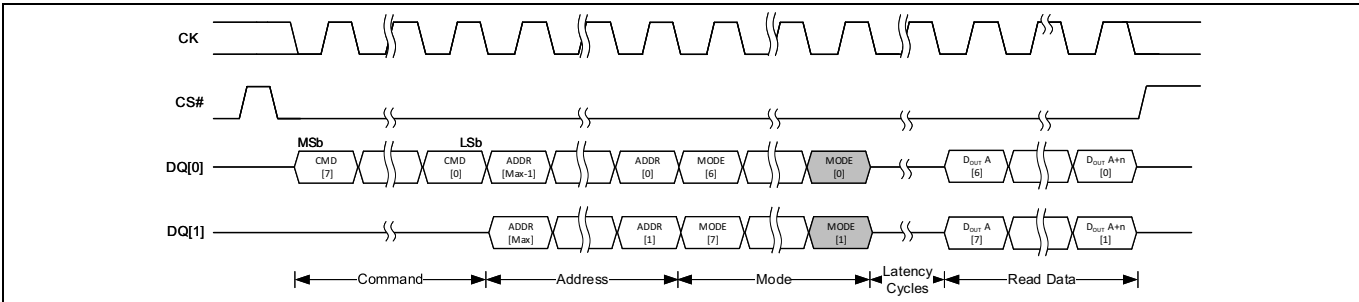 CK
CS#
MSb LSb
DQ[0] CMD [7] CMD [0] ADDR [Max-1] ADDR [0] MODE [6] MODE [0] DOUT A [6] DOUT A+n [0]
DQ[1] ADDR [Max] ADDR [1] MODE [7] MODE [1] DOUT A [7] DOUT A+n [1]
Command Address Mode Latency Cycles Read Data